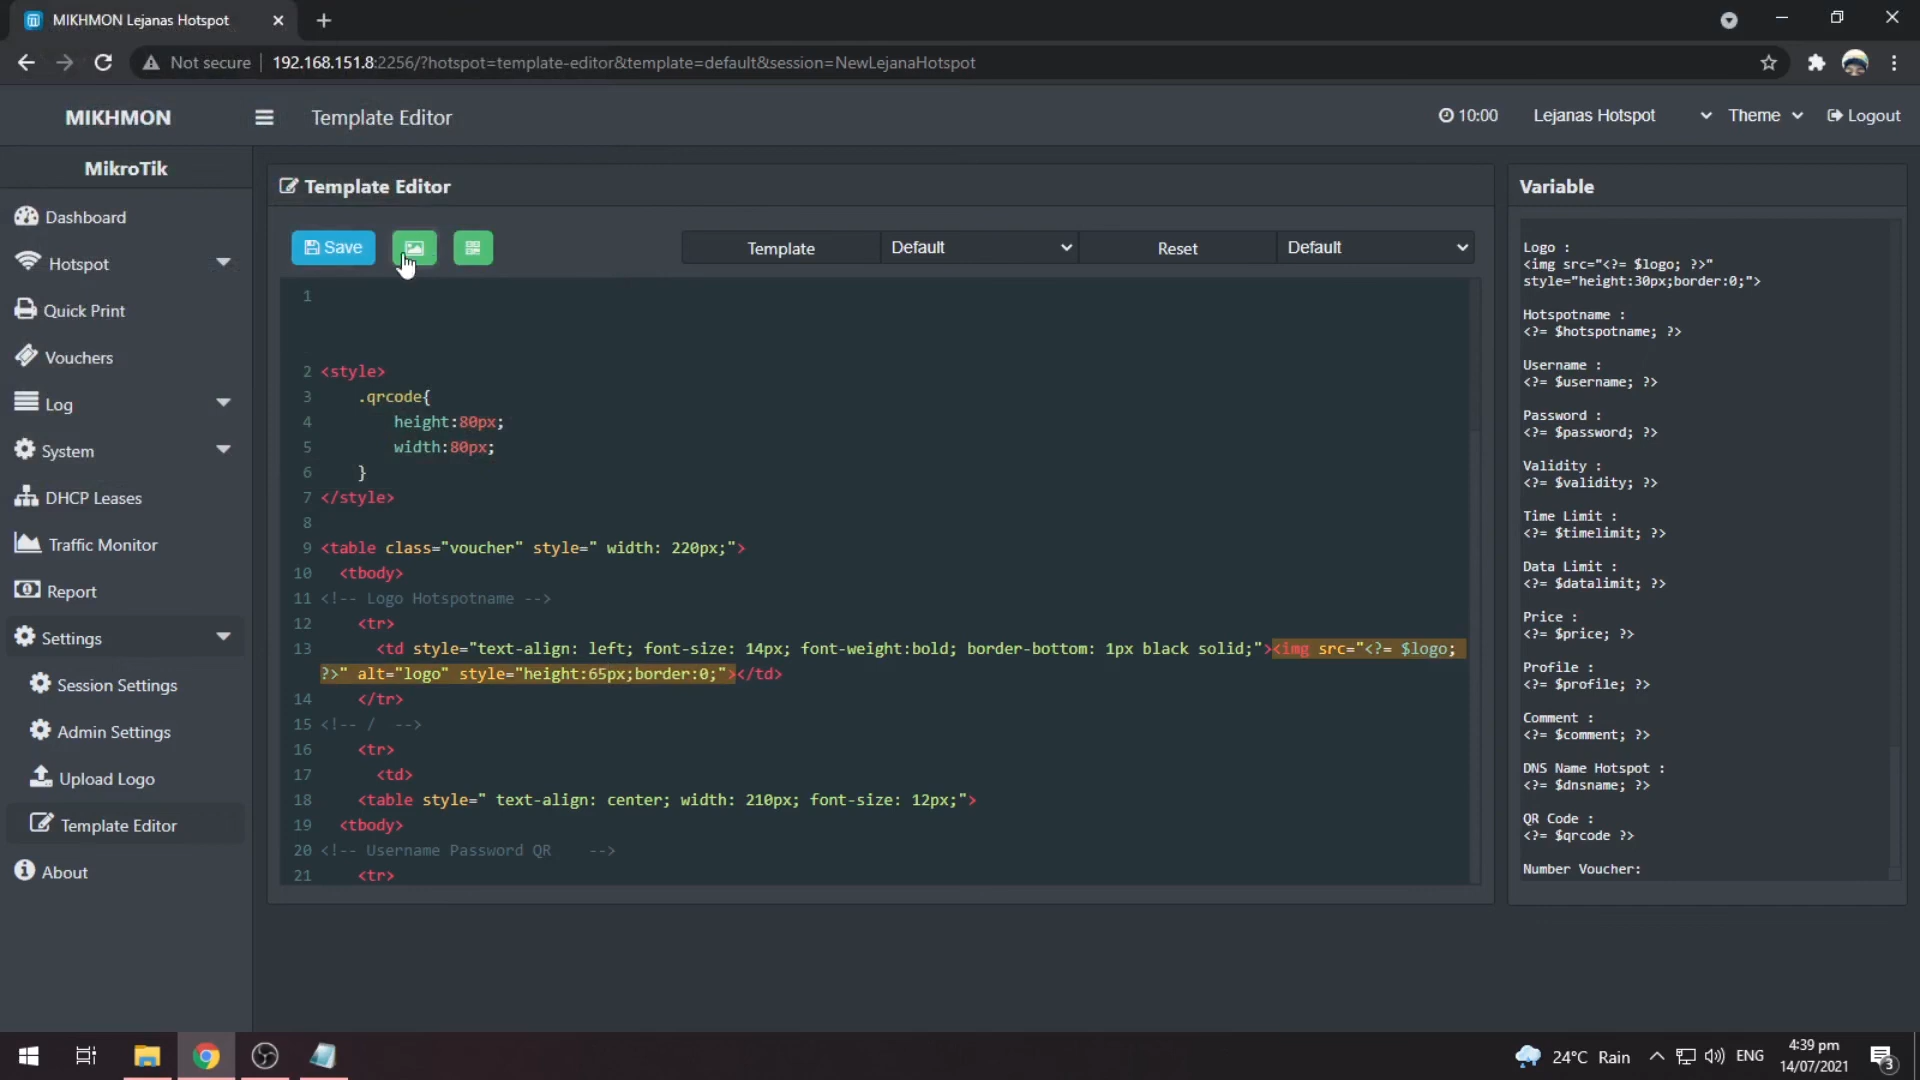 MIKHMON Lejanas Hotspot
Not secure 192.168.151.8:2256/?hotspot=template-editor&template=default&session=NewLejanaHotspot
MIKHMON
Template Editor
10:00
Lejanas Hotspot
Theme
Logout
MikroTik
Dashboard
Hotspot
Quick Print
Vouchers
Log
System
DHCP Leases
Traffic Monitor
Report
Settings
Session Settings
Admin Settings
Upload Logo
Template Editor
About
Template Editor
Save
Template
Default
Reset
Default
1
2 <style>
3 .qrcode{
4 height:80px;
5 width:80px;
6 }
7 </style>
8
9 <table class="voucher" style=" width: 220px;">
10 <tbody>
11 <!-- Logo Hotspotname -->
12 <tr>
13 <td style="text-align: left; font-size: 14px; font-weight:bold; border-bottom: 1px black solid;"><img src="<?= $logo;
?>" alt="logo" style="height:65px;border:0;"></td>
14 </tr>
15 <!-- / -->
16 <tr>
17 <td>
18 <table style=" text-align: center; width: 210px; font-size: 12px;">
19 <tbody>
20 <!-- Username Password QR -->
21 <tr>
Variable
Logo :
<img src="<?= $logo; ?>"
style="height:30px;border:0;">
Hotspotname :
<?= $hotspotname; ?>
Username :
<?= $username; ?>
Password :
<?= $password; ?>
Validity :
<?= $validity; ?>
Time Limit :
<?= $timelimit; ?>
Data Limit :
<?= $datalimit; ?>
Price :
<?= $price; ?>
Profile :
<?= $profile; ?>
Comment :
<?= $comment; ?>
DNS Name Hotspot :
<?= $dnsname; ?>
QR Code :
<?= $qrcode ?>
Number Voucher:
24°C Rain
ENG
4:39 pm
14/07/2021
3